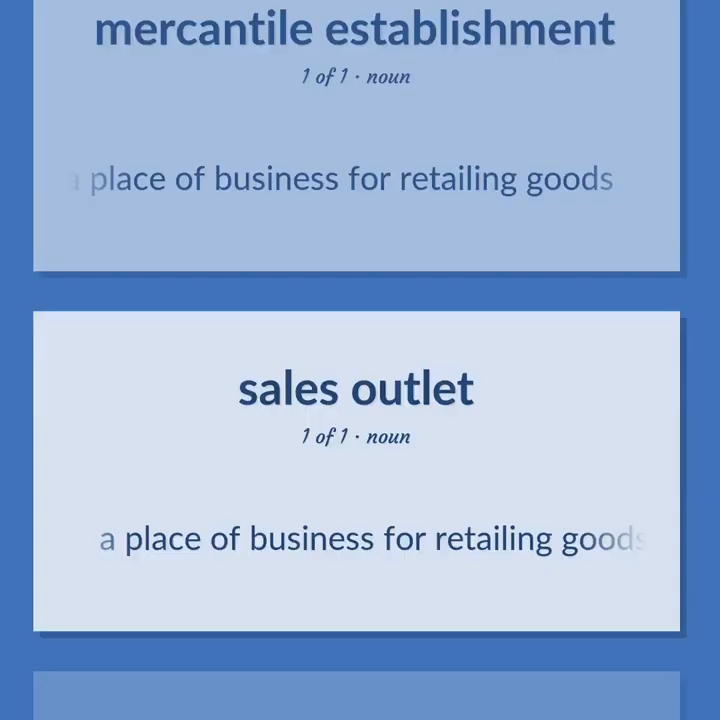 mercantile establishment
1 of 1 · noun
a place of business for retailing goods
sales outlet
1 of 1 · noun
a place of business for retailing goods